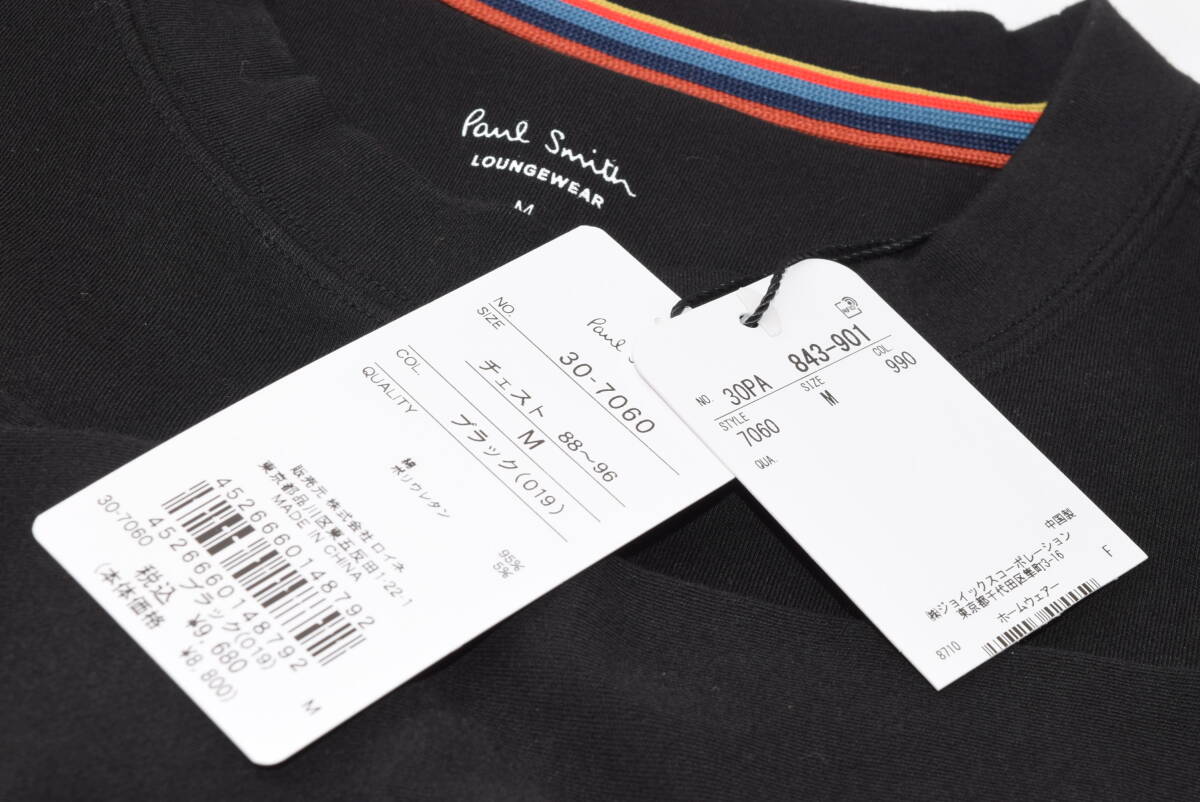 Paul Smith
LOUNGEWEAR
M
Paul
NO. 30-7060
SIZE チェスト 88～96
M
COL ブラック(019)
QUALITY
綿 95%
ポリウレタン 5%
販売元 株式会社ロイネ
東京都品川区東五反田1-22-1
MADE IN CHINA
4526660148792
4526660148792
30-7060 ブラック(019) M
税込 ¥9,680
(本体価格 ¥8,800)
NO. 30PA 843-901
STYLE SIZE COL.
7060 M 990
QUA.
中国製
㈱ジョイックスコーポレーション
東京都千代田区隼町3-16 F
ホームウェアー
8710